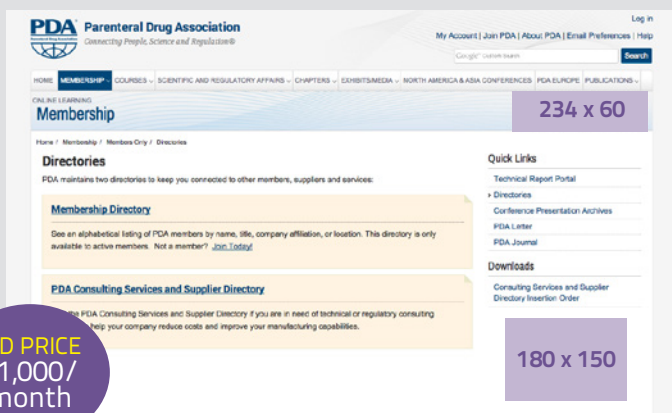 Log in
PDA Parenteral Drug Association
Connecting People, Science and Regulation®
My Account | Join PDA | About PDA | Email Preferences | Help
Google™ Custom Search
Search
HOME MEMBERSHIP COURSES SCIENTIFIC AND REGULATORY AFFAIRS CHAPTERS EXHIBITS/MEDIA NORTH AMERICA & ASIA CONFERENCES PDA EUROPE PUBLICATIONS
ONLINE LEARNING
Membership
234 x 60
Home / Membership / Members Only / Directories
Directories
PDA maintains two directories to keep you connected to other members, suppliers and services:
Membership Directory
See an alphabetical listing of PDA members by name, title, company affiliation, or location. This directory is only
available to active members. Not a member? Join Today!
PDA Consulting Services and Supplier Directory
the PDA Consulting Services and Supplier Directory if you are in need of technical or regulatory consulting
help your company reduce costs and improve your manufacturing capabilities.
Quick Links
Technical Report Portal
Directories
Conference Presentation Archives
PDA Letter
PDA Journal
Downloads
Consulting Services and Supplier
Directory Insertion Order
180 x 150
D PRICE
1,000/
month